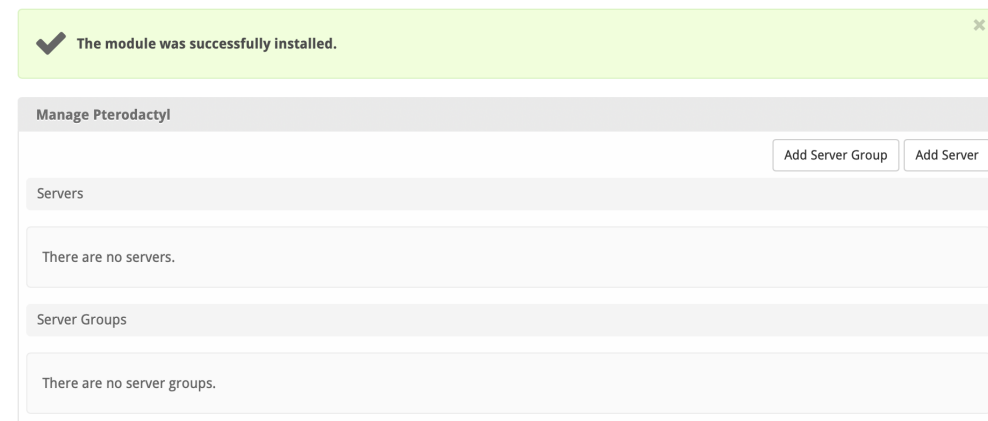 The module was successfully installed.
Manage Pterodactyl
Add Server Group Add Server
Servers
There are no servers.
Server Groups
There are no server groups.